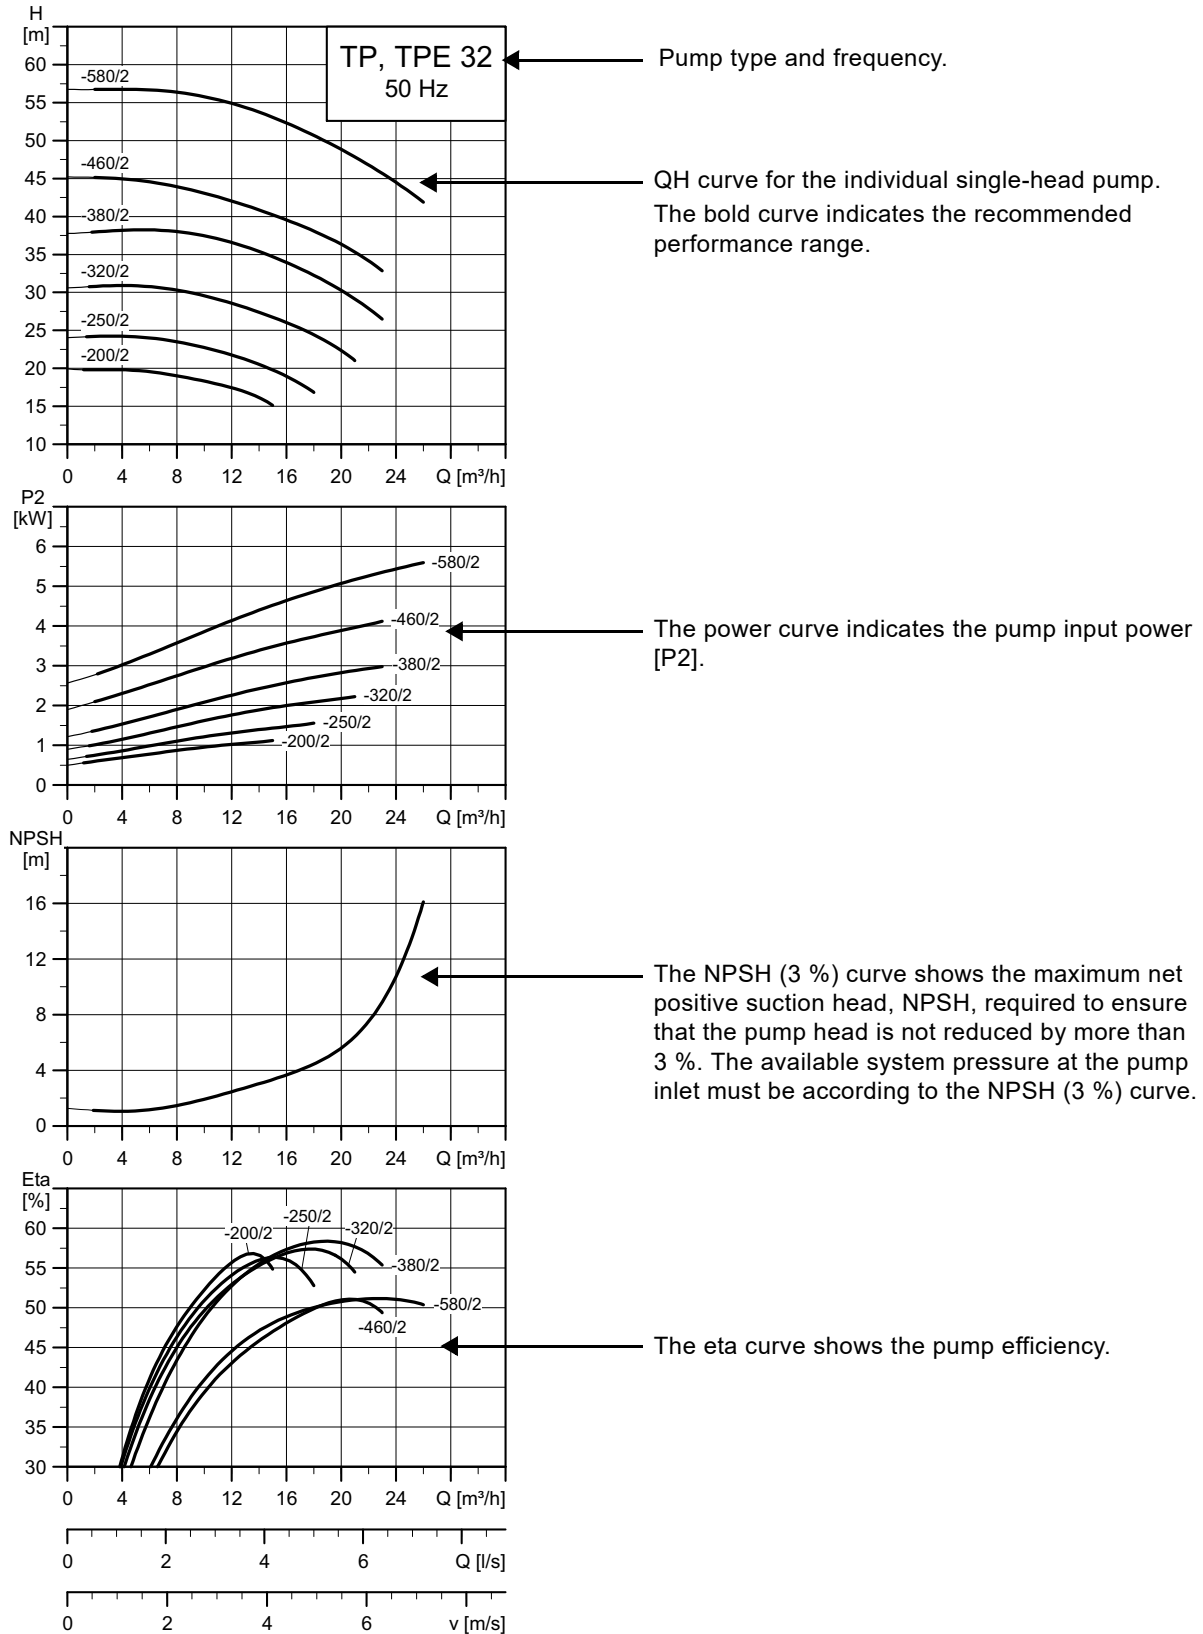 H
[m]
TP, TPE 32
50 Hz
Pump type and frequency.
60
-580/2
55
50
-460/2
45
QH curve for the individual single-head pump.
The bold curve indicates the recommended
performance range.
40
-380/2
35
-320/2
30
-250/2
25
-200/2
20
15
10
0 4 8 12 16 20 24 Q [m³/h]
P2
[kW]
6
-580/2
5
4
-460/2
The power curve indicates the pump input power
[P2].
3
-380/2
-320/2
2
-250/2
-200/2
1
0
0 4 8 12 16 20 24 Q [m³/h]
NPSH
[m]
16
12
8
4
0
The NPSH (3 %) curve shows the maximum net
positive suction head, NPSH, required to ensure
that the pump head is not reduced by more than
3 %. The available system pressure at the pump
inlet must be according to the NPSH (3 %) curve.
0 4 8 12 16 20 24 Q [m³/h]
Eta
[%]
-250/2
-200/2
-320/2
60
-380/2
55
-580/2
50
-460/2
45
The eta curve shows the pump efficiency.
40
35
30
0 4 8 12 16 20 24 Q [m³/h]
0 2 4 6 Q [l/s]
0 2 4 6 v [m/s]